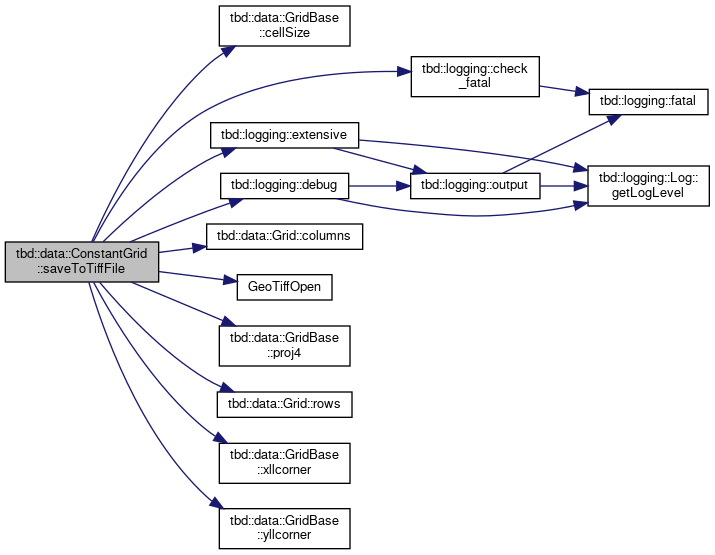 tbd::data::GridBase
::cellSize
tbd::logging::check
_fatal
tbd::logging::fatal
tbd::logging::extensive
tbd::logging::debug
tbd::logging::output
tbd::logging::Log::
getLogLevel
tbd::data::ConstantGrid
::saveToTiffFile
tbd::data::Grid::columns
GeoTiffOpen
tbd::data::GridBase
::proj4
tbd::data::Grid::rows
tbd::data::GridBase
::xllcorner
tbd::data::GridBase
::yllcorner